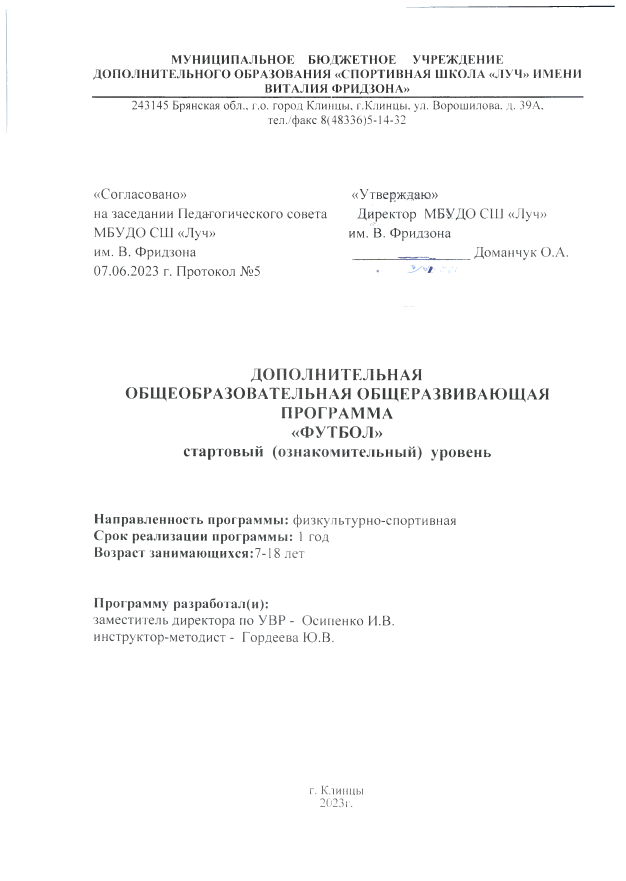 МУНИЦИПАЛЬНОЕ БЮДЖЕТНОЕ УЧРЕЖДЕНИЕ
ДОПОЛНИТЕЛЬНОГО ОБРАЗОВАНИЯ «СПОРТИВНАЯ ШКОЛА «ЛУЧ» ИМЕНИ
ВИТАЛИЯ ФРИДЗОНА»
243145 Брянская обл., г.о. город Клинцы, г.Клинцы, ул. Ворошилова, д. 39А,
тел./факс 8(48336)5-14-32
«Согласовано» «Утверждаю»
на заседании Педагогического совета Директор МБУДО СШ «Луч»
МБУДО СШ «Луч» им. В. Фридзона
им. В. Фридзона Доманчук О.А.
07.06.2023 г. Протокол №5
ДОПОЛНИТЕЛЬНАЯ
ОБЩЕОБРАЗОВАТЕЛЬНАЯ ОБЩЕРАЗВИВАЮЩАЯ
ПРОГРАММА
«ФУТБОЛ»
стартовый (ознакомительный) уровень
Направленность программы: физкультурно-спортивная
Срок реализации программы: 1 год
Возраст занимающихся:7-18 лет
Программу разработал(и):
заместитель директора по УВР - Осипенко И.В.
инструктор-методист - Гордеева Ю.В.
г. Клинцы
2023г.